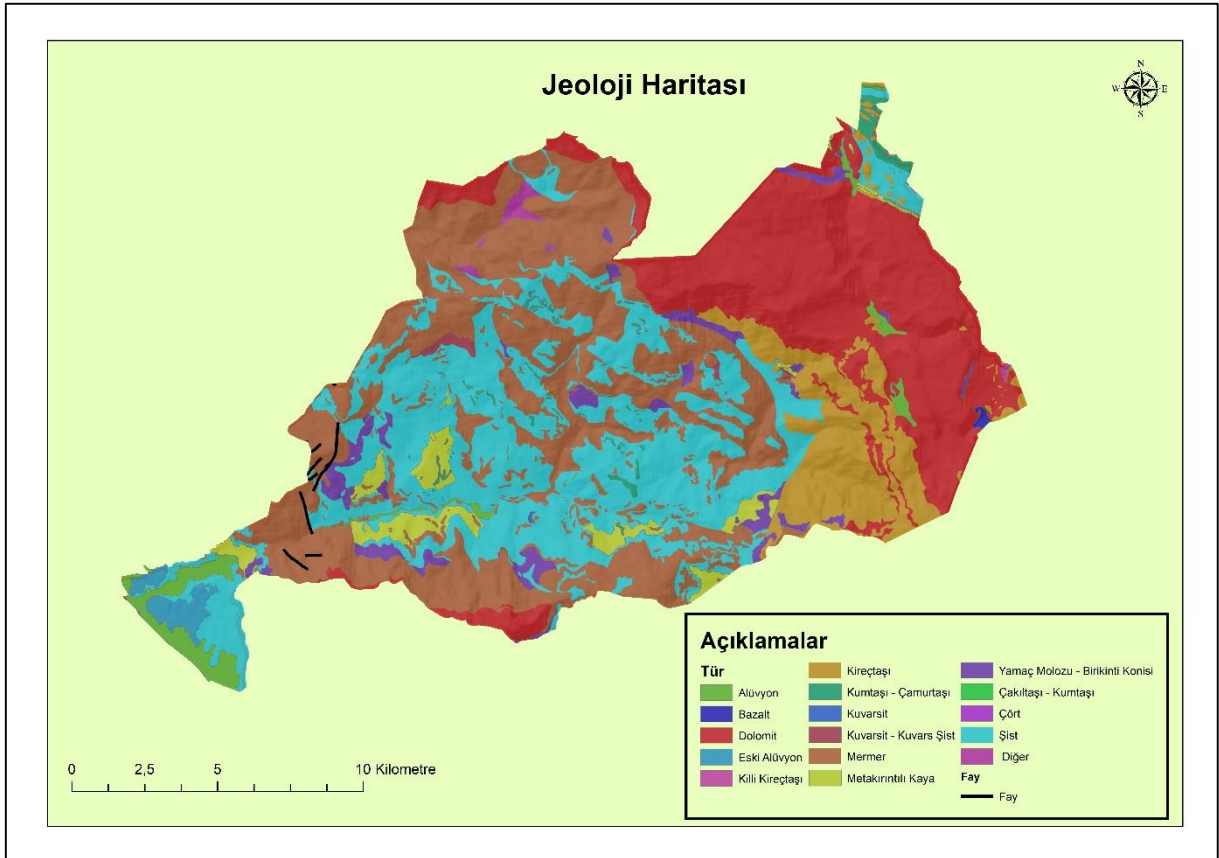 Jeoloji Haritası
N
W E
S
Açıklamalar
Tür
Alüvyon
Bazalt
Dolomit
Eski Alüvyon
Killi Kireçtaşı
Kireçtaşı
Kumtaşı - Çamurtaşı
Kuvarsit
Kuvarsit - Kuvars Şist
Mermer
Metakırıntılı Kaya
Yamaç Molozu - Birikinti Konisi
Çakıltaşı - Kumtaşı
Çört
Şist
Diğer
Fay
Fay
0 2,5 5 10 Kilometre